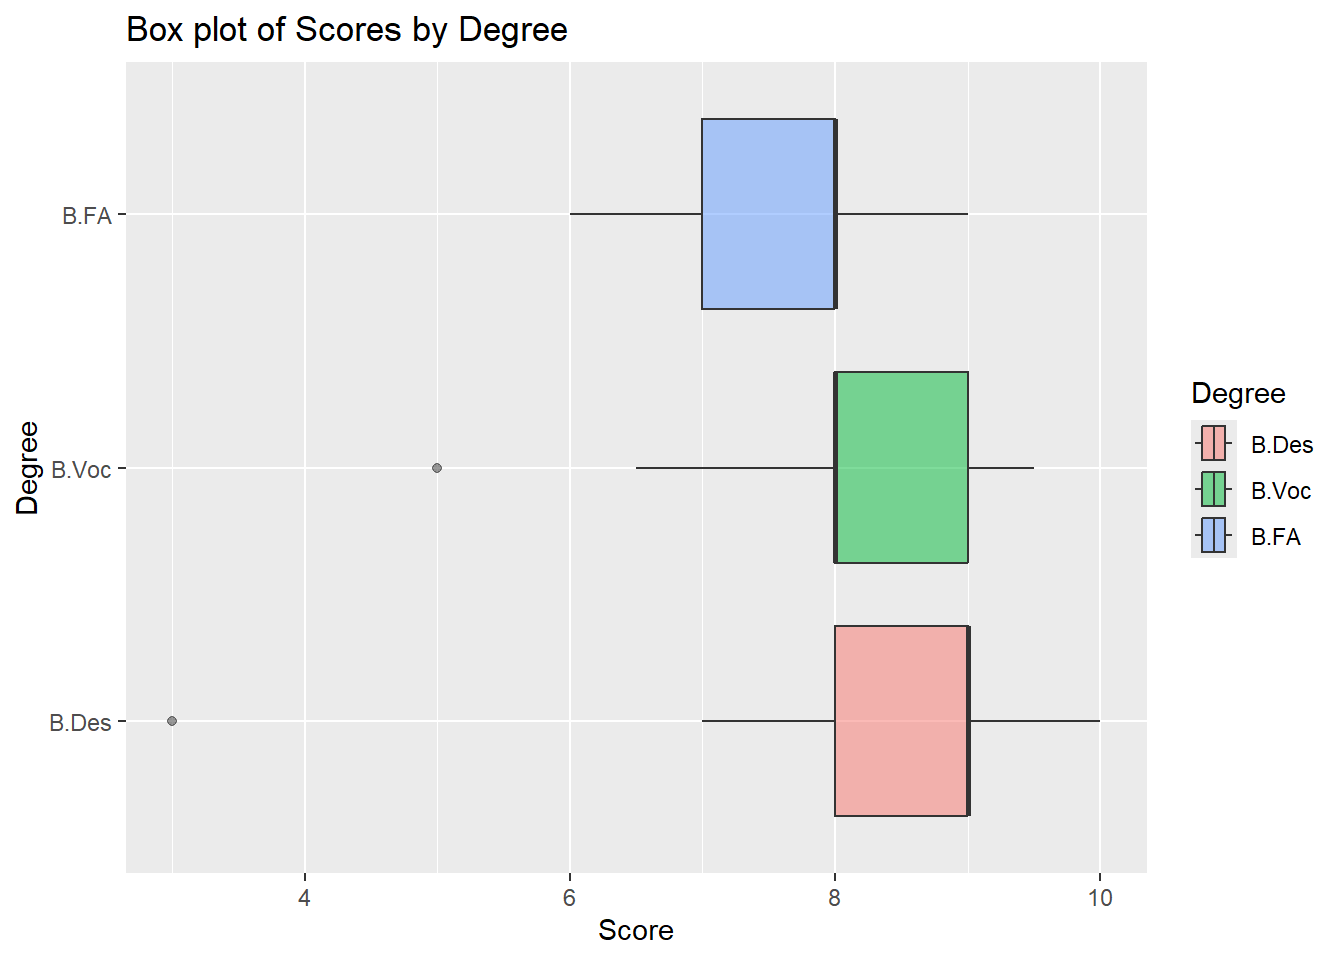 Box plot of Scores by Degree
B.FA
B.Voc
B.Des
Degree
4 6 8 10
Score
Degree
B.Des
B.Voc
B.FA